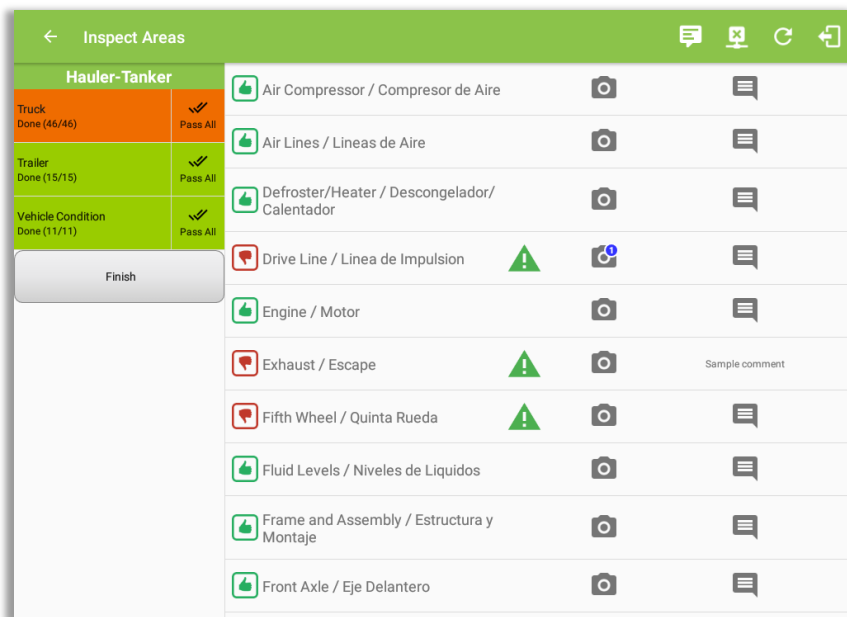 Inspect Areas
Hauler-Tanker
Truck
Done (46/46)
Pass All
Trailer
Done (15/15)
Pass All
Vehicle Condition
Done (11/11)
Pass All
Finish
Air Compressor / Compresor de Aire
Air Lines / Lineas de Aire
Defroster/Heater / Descongelador/
Calentador
Drive Line / Linea de Impulsion
1
Engine / Motor
Exhaust / Escape
Sample comment
Fifth Wheel / Quinta Rueda
Fluid Levels / Niveles de Liquidos
Frame and Assembly / Estructura y
Montaje
Front Axle / Eje Delantero